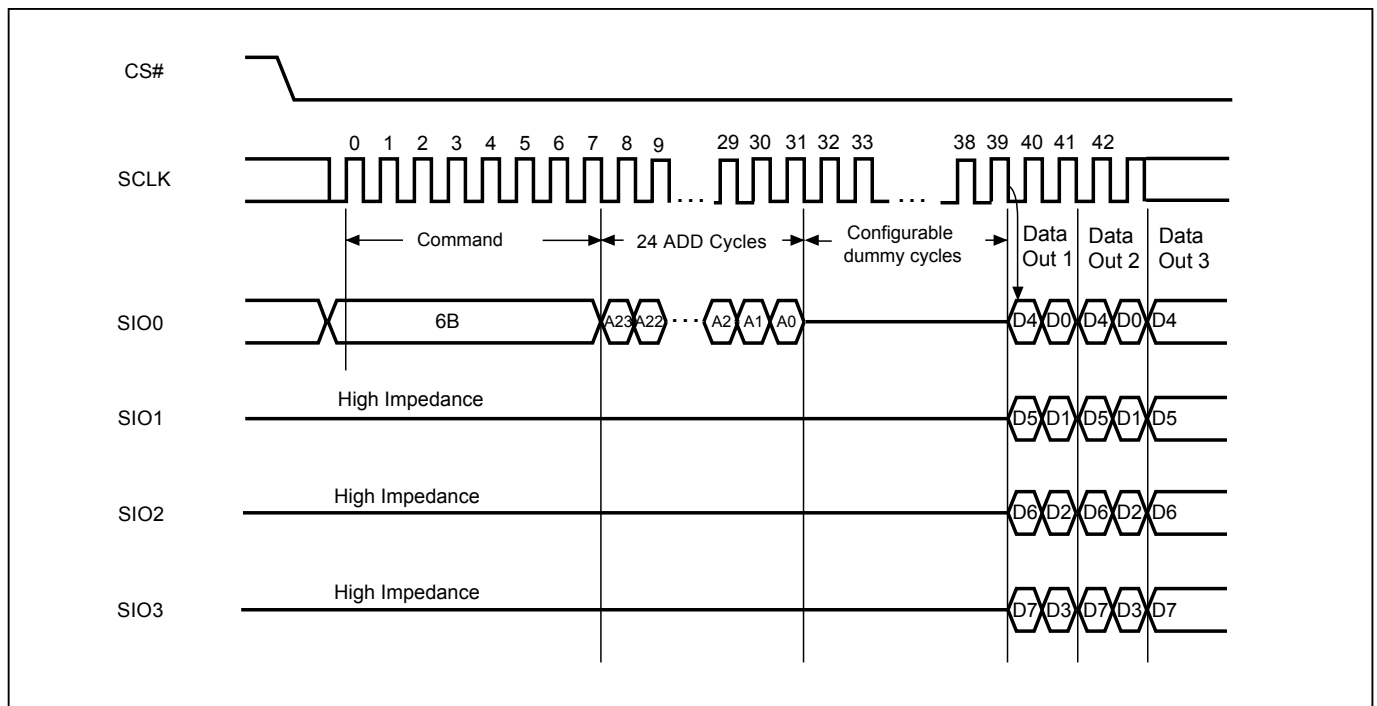 CS#
0 1 2 3 4 5 6 7 8 9 29 30 31 32 33 38 39 40 41 42
SCLK
. . . . . .
Command 24 ADD Cycles Configurable dummy cycles Data Out 1 Data Out 2 Data Out 3
SIO0 6B A23 A22 . . . A2 A1 A0 D4 D0 D4 D0 D4
High Impedance
SIO1 D5 D1 D5 D1 D5
High Impedance
SIO2 D6 D2 D6 D2 D6
High Impedance
SIO3 D7 D3 D7 D3 D7